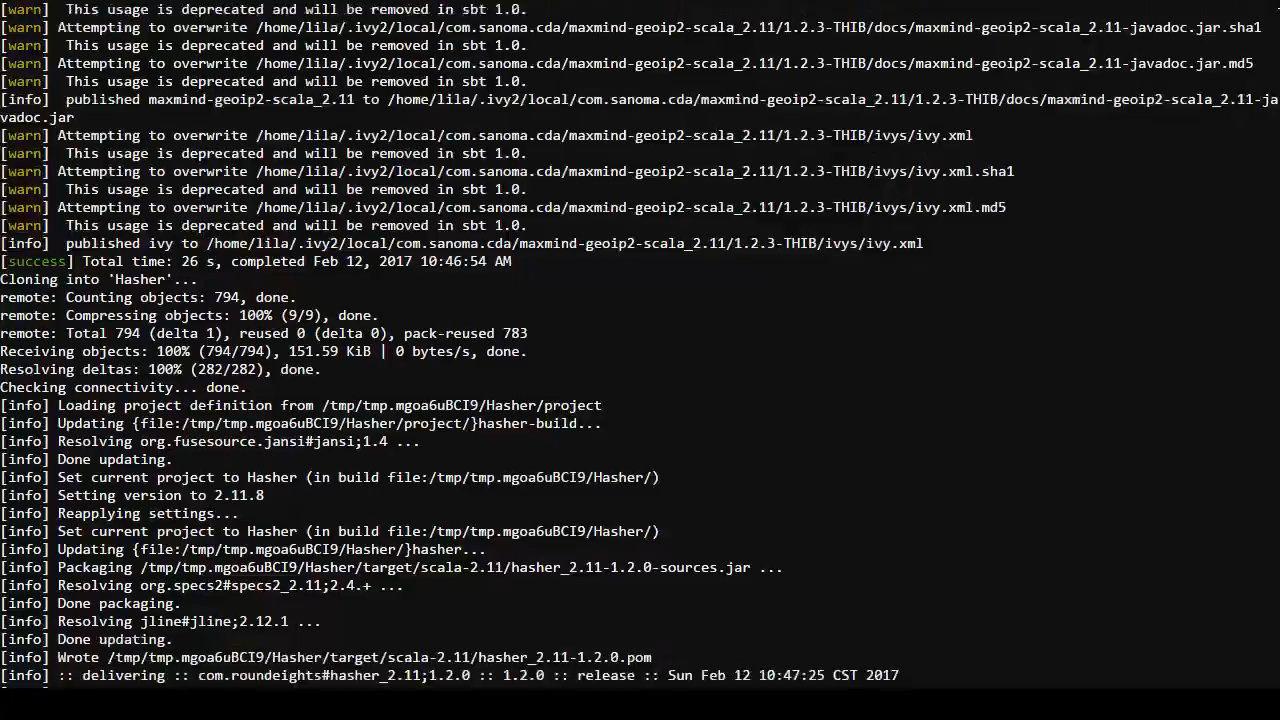 [warn]  This usage is deprecated and will be removed in sbt 1.0.
[warn] Attempting to overwrite /home/lila/.ivy2/local/com.sanoma.cda/maxmind-geoip2-scala_2.11/1.2.3-THIB/docs/maxmind-geoip2-scala_2.11-javadoc.jar.sha1
[warn]  This usage is deprecated and will be removed in sbt 1.0.
[warn] Attempting to overwrite /home/lila/.ivy2/local/com.sanoma.cda/maxmind-geoip2-scala_2.11/1.2.3-THIB/docs/maxmind-geoip2-scala_2.11-javadoc.jar.md5
[warn]  This usage is deprecated and will be removed in sbt 1.0.
[info]  published maxmind-geoip2-scala_2.11 to /home/lila/.ivy2/local/com.sanoma.cda/maxmind-geoip2-scala_2.11/1.2.3-THIB/docs/maxmind-geoip2-scala_2.11-ja
vadoc.jar
[warn] Attempting to overwrite /home/lila/.ivy2/local/com.sanoma.cda/maxmind-geoip2-scala_2.11/1.2.3-THIB/ivys/ivy.xml
[warn]  This usage is deprecated and will be removed in sbt 1.0.
[warn] Attempting to overwrite /home/lila/.ivy2/local/com.sanoma.cda/maxmind-geoip2-scala_2.11/1.2.3-THIB/ivys/ivy.xml.sha1
[warn]  This usage is deprecated and will be removed in sbt 1.0.
[warn] Attempting to overwrite /home/lila/.ivy2/local/com.sanoma.cda/maxmind-geoip2-scala_2.11/1.2.3-THIB/ivys/ivy.xml.md5
[warn]  This usage is deprecated and will be removed in sbt 1.0.
[info]  published ivy to /home/lila/.ivy2/local/com.sanoma.cda/maxmind-geoip2-scala_2.11/1.2.3-THIB/ivys/ivy.xml
[success] Total time: 26 s, completed Feb 12, 2017 10:46:54 AM
Cloning into 'Hasher'...
remote: Counting objects: 794, done.
remote: Compressing objects: 100% (9/9), done.
remote: Total 794 (delta 1), reused 0 (delta 0), pack-reused 783
Receiving objects: 100% (794/794), 151.59 KiB | 0 bytes/s, done.
Resolving deltas: 100% (282/282), done.
Checking connectivity... done.
[info] Loading project definition from /tmp/tmp.mgoa6uBCI9/Hasher/project
[info] Updating {file:/tmp/tmp.mgoa6uBCI9/Hasher/project/}hasher-build...
[info] Resolving org.fusesource.jansi#jansi;1.4 ...
[info] Done updating.
[info] Set current project to Hasher (in build file:/tmp/tmp.mgoa6uBCI9/Hasher/)
[info] Setting version to 2.11.8
[info] Reapplying settings...
[info] Set current project to Hasher (in build file:/tmp/tmp.mgoa6uBCI9/Hasher/)
[info] Updating {file:/tmp/tmp.mgoa6uBCI9/Hasher/}hasher...
[info] Packaging /tmp/tmp.mgoa6uBCI9/Hasher/target/scala-2.11/hasher_2.11-1.2.0-sources.jar ...
[info] Resolving org.specs2#specs2_2.11;2.4.+ ...
[info] Done packaging.
[info] Resolving jline#jline;2.12.1 ...
[info] Done updating.
[info] Wrote /tmp/tmp.mgoa6uBCI9/Hasher/target/scala-2.11/hasher_2.11-1.2.0.pom
[info] :: delivering :: com.roundeights#hasher_2.11;1.2.0 :: 1.2.0 :: release :: Sun Feb 12 10:47:25 CST 2017